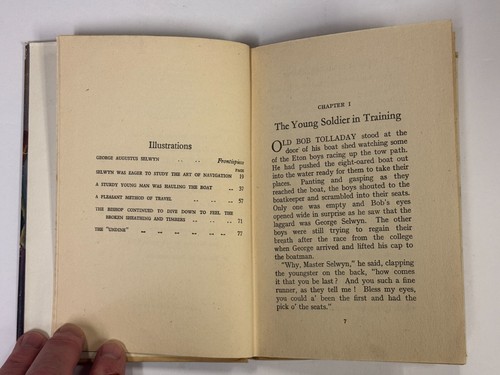 Illustrations
GEORGE AUGUSTUS SELWYN .. .. Frontispiece
PAGE
SELWYN WAS EAGER TO STUDY THE ART OF NAVIGATION 19
A STURDY YOUNG MAN WAS HAULING THE BOAT .. 37
A PLEASANT METHOD OF TRAVEL .. .. .. 57
THE BISHOP CONTINUED TO DIVE DOWN TO FEEL THE
BROKEN SHEATHING AND TIMBERS .. .. 71
THE "UNDINE" .. .. .. .. .. .. 77
CHAPTER I
The Young Soldier in Training
OLD BOB TOLLADAY stood at the
door of his boat shed watching some
of the Eton boys racing up the tow path.
He had pushed the eight-oared boat out
into the water ready for them to take their
places. Panting and gasping as they
reached the boat, the boys shouted to the
boatkeeper and scrambled into their seats.
Only one was empty and Bob's eyes
opened wide in surprise as he saw that the
laggard was George Selwyn. The other
boys were still trying to regain their
breath after the race from the college
when George arrived and lifted his cap to
the boatman.
"Why, Master Selwyn," he said, clapping
the youngster on the back, "how comes
it that you be last? And you such a fine
runner, as they tell me! Bless my eyes,
you could a' been the first and had the
pick o' the seats."
7